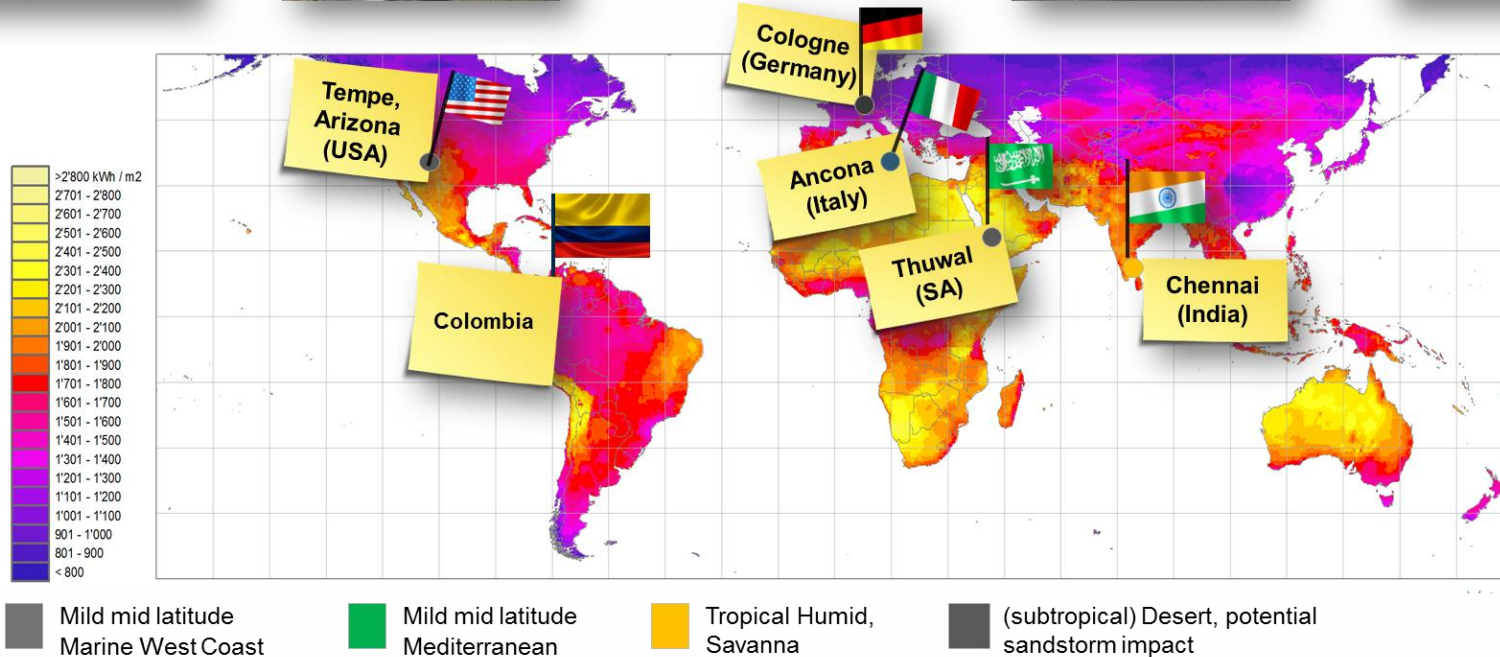 Cologne
(Germany)
Tempe,
Arizona
(USA)
Ancona
(Italy)
Thuwal
(SA)
Chennai
(India)
Colombia
>2'800 kWh / m2
2'701 - 2'800
2'601 - 2'700
2'501 - 2'600
2'401 - 2'500
2'301 - 2'400
2'201 - 2'300
2'101 - 2'200
2'001 - 2'100
1'901 - 2'000
1'801 - 1'900
1'701 - 1'800
1'601 - 1'700
1'501 - 1'600
1'401 - 1'500
1'301 - 1'400
1'201 - 1'300
1'101 - 1'200
1'001 - 1'100
901 - 1'000
801 - 900
< 800
Mild mid latitude
Marine West Coast
Mild mid latitude
Mediterranean
Tropical Humid,
Savanna
(subtropical) Desert, potential
sandstorm impact